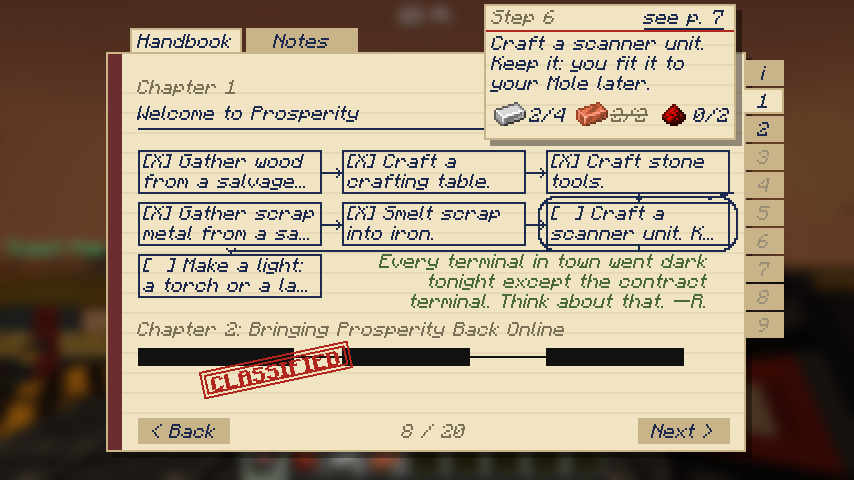 Handbook
Notes
Step 6 see p. 7
Craft a scanner unit.
Keep it: you fit it to
your Mole later.
2/4 2/2 0/2
Chapter 1
Welcome to Prosperity
[X] Gather wood
from a salvage...
[X] Craft a
crafting table.
[X] Craft stone
tools.
[X] Gather scrap
metal from a sa...
[X] Smelt scrap
into iron.
[ ] Craft a
scanner unit. K...
[ ] Make a light:
a torch or a la...
Every terminal in town went dark
tonight except the contract
terminal. Think about that. —R.
Chapter 2: Bringing Prosperity Back Online
CLASSIFIED
< Back
8 / 20
Next >
i
1
2
3
4
5
6
7
8
9